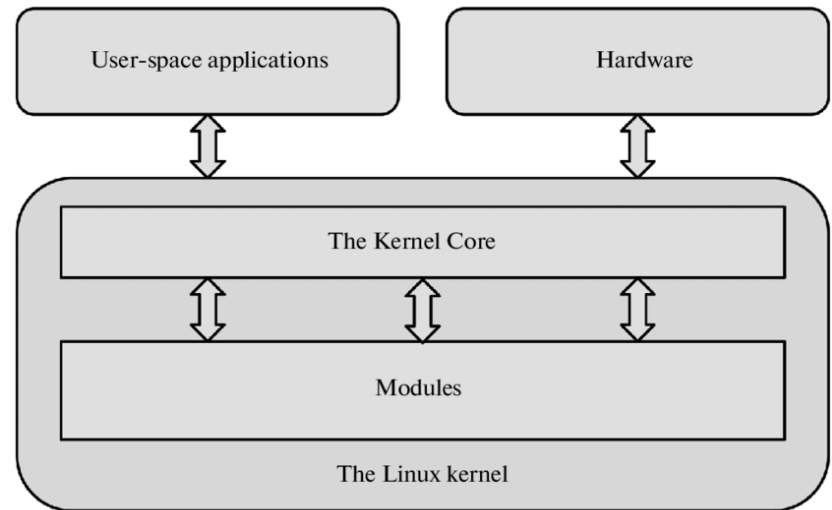 User-space applications
Hardware
The Kernel Core
Modules
The Linux kernel